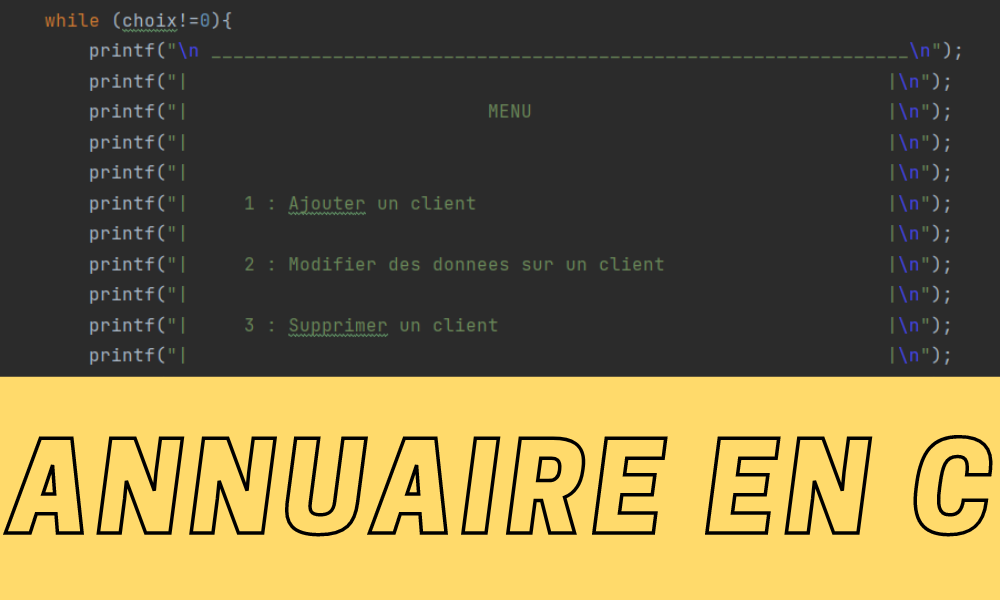 while (choix!=0){
printf("\n ______________________________________________________________\n");
printf("|                                                               |\n");
printf("|                           MENU                                |\n");
printf("|                                                               |\n");
printf("|                                                               |\n");
printf("|     1 : Ajouter un client                                     |\n");
printf("|                                                               |\n");
printf("|     2 : Modifier des donnees sur un client                    |\n");
printf("|                                                               |\n");
printf("|     3 : Supprimer un client                                   |\n");
printf("|                                                               |\n");
ANNUAIRE EN C